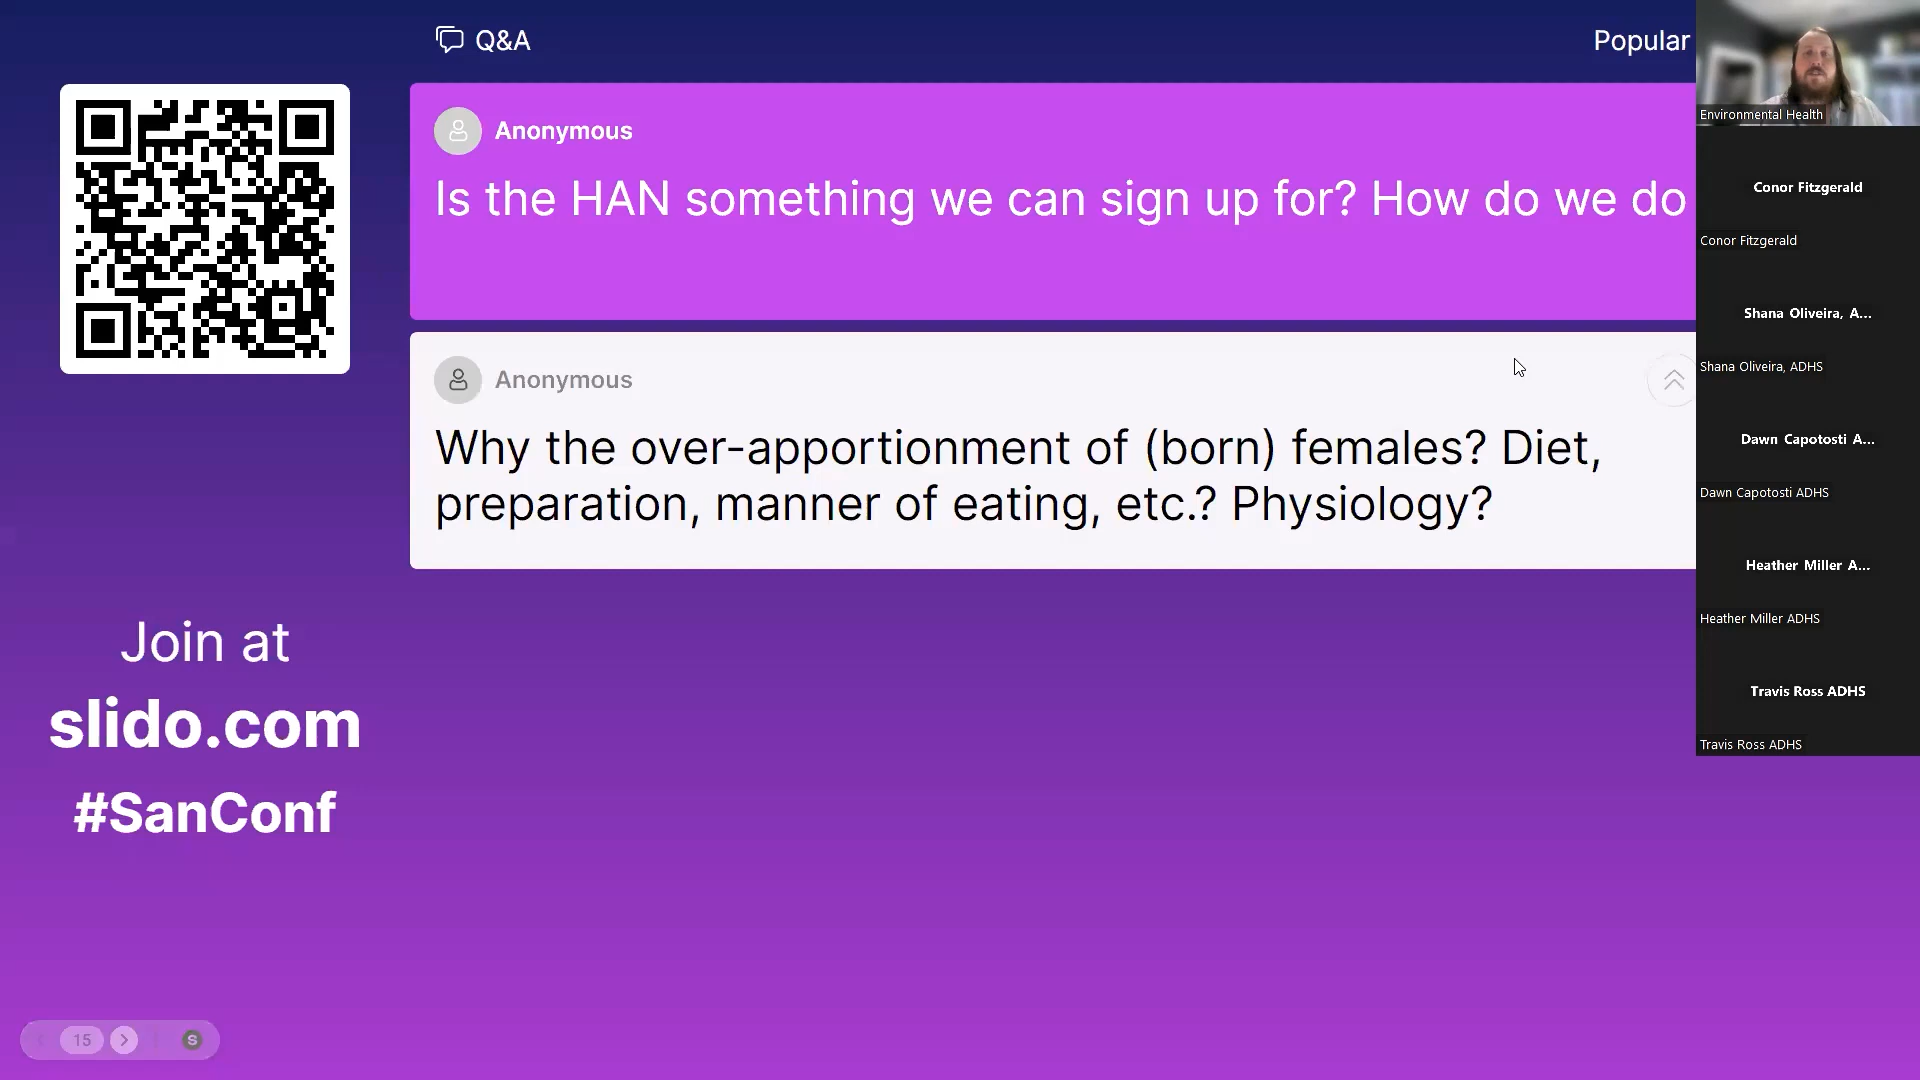 Q&A
Popular
Anonymous
Is the HAN something we can sign up for? How do we do
Anonymous
Why the over-apportionment of (born) females? Diet,
preparation, manner of eating, etc.? Physiology?
Join at
slido.com
#SanConf
15
S
Environmental Health
Conor Fitzgerald
Conor Fitzgerald
Shana Oliveira, A...
Shana Oliveira, ADHS
Dawn Capotosti A...
Dawn Capotosti ADHS
Heather Miller A...
Heather Miller ADHS
Travis Ross ADHS
Travis Ross ADHS